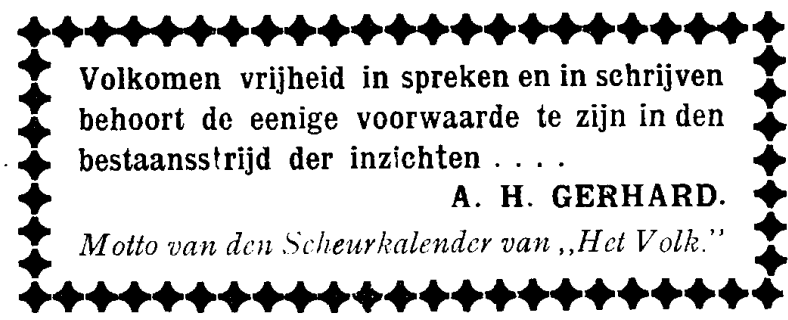 Volkomen vrijheid in spreken en in schrijven
behoort de eenige voorwaarde te zijn in den
bestaansstrijd der inzichten . . . .
A. H. GERHARD.
Motto van den Scheurkalender van ,,Het Volk."